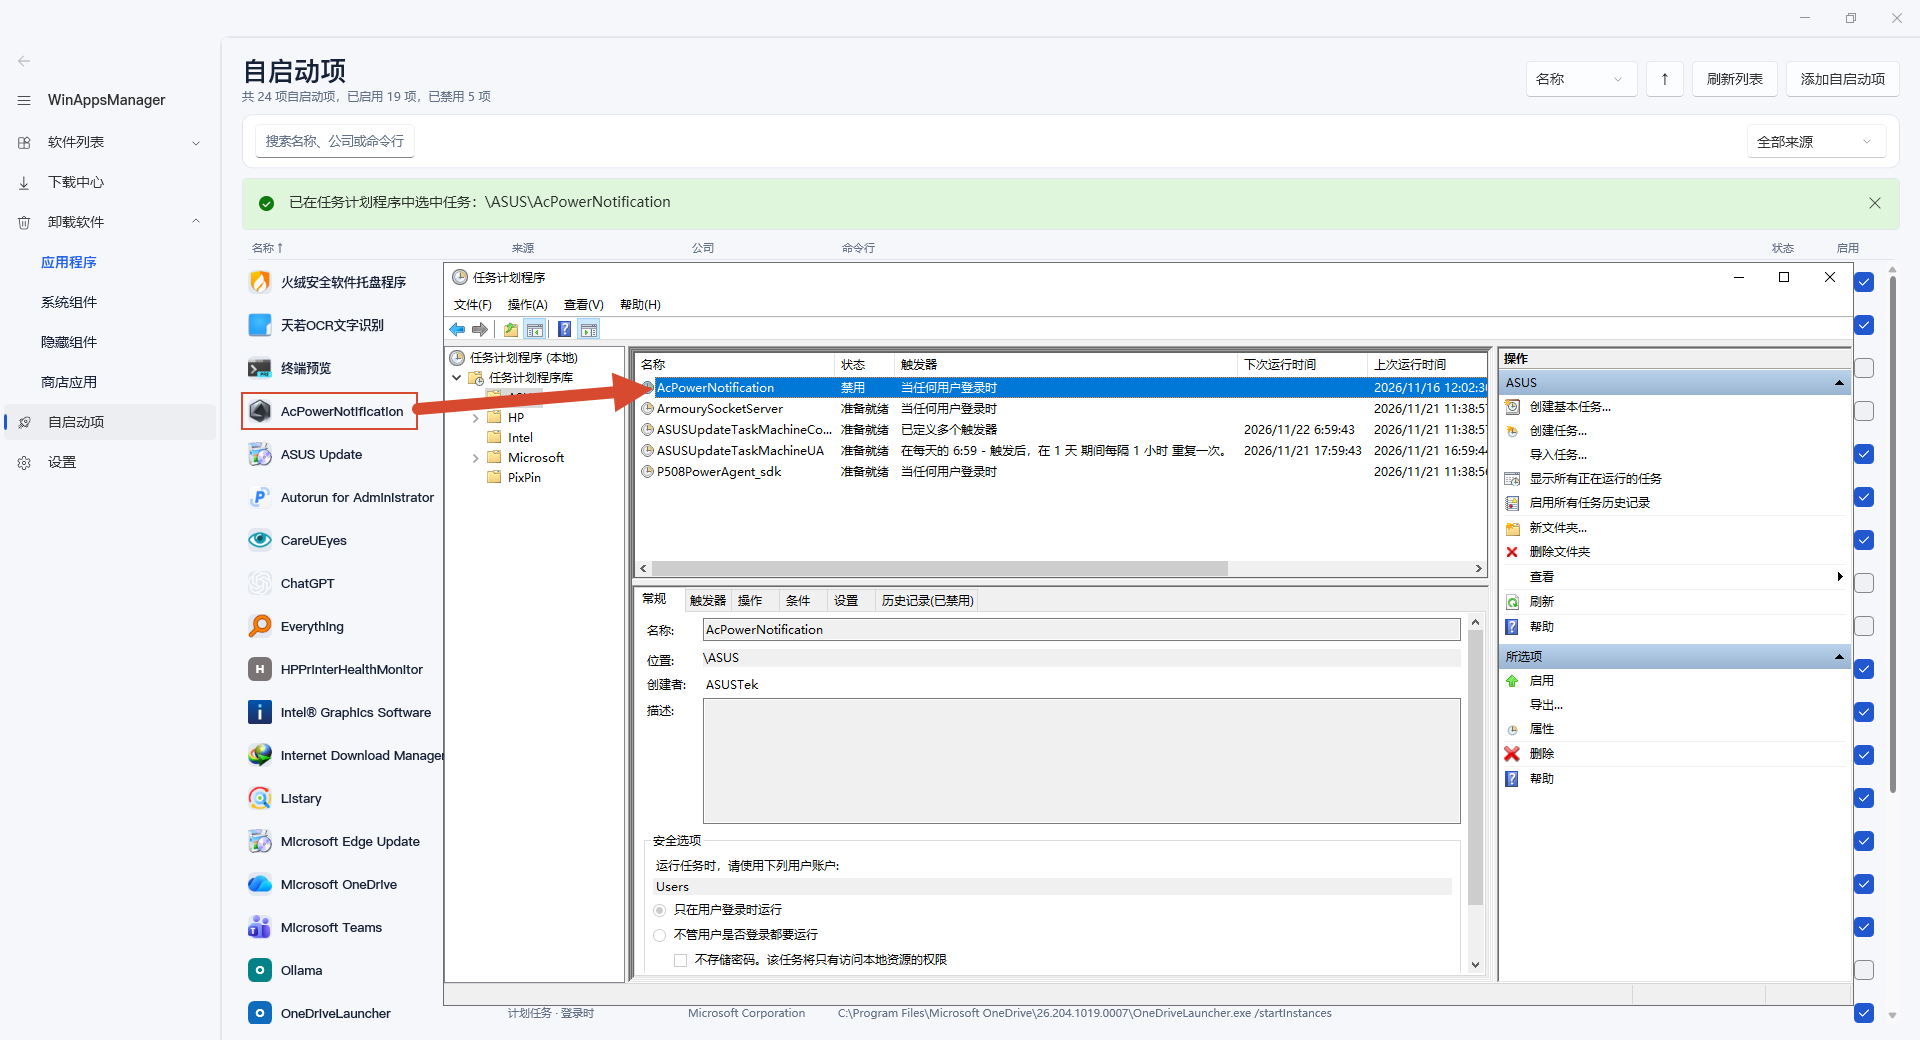 自启动项
共 24 项自启动项，已启用 19 项，已禁用 5 项
名称
↑
刷新列表
添加自启动项
WinAppsManager
软件列表
下载中心
卸载软件
应用程序
系统组件
隐藏组件
商店应用
自启动项
设置
搜索名称、公司或命令行
全部来源
已在任务计划程序中选中任务：\ASUS\AcPowerNotification
名称↑ 来源 公司 命令行 状态 启用
火绒安全软件托盘程序
天若OCR文字识别
终端预览
AcPowerNotification
ASUS Update
Autorun for Administrator
CareUEyes
ChatGPT
Everything
HPPrinterHealthMonitor
Intel® Graphics Software
Internet Download Manager
Listary
Microsoft Edge Update
Microsoft OneDrive
Microsoft Teams
Ollama
OneDriveLauncher
计划任务 · 登录时 Microsoft Corporation C:\Program Files\Microsoft OneDrive\26.204.1019.0007\OneDriveLauncher.exe /startInstances
任务计划程序
文件(F) 操作(A) 查看(V) 帮助(H)
任务计划程序 (本地)
任务计划程序库
HP
Intel
Microsoft
PixPin
名称 状态 触发器 下次运行时间 上次运行时间
AcPowerNotification 禁用 当任何用户登录时 2026/11/16 12:02:3
ArmourySocketServer 准备就绪 当任何用户登录时 2026/11/21 11:38:5
ASUSUpdateTaskMachineCo... 准备就绪 已定义多个触发器 2026/11/22 6:59:43 2026/11/21 11:38:5
ASUSUpdateTaskMachineUA 准备就绪 在每天的 6:59 - 触发后，在 1 天 期间每隔 1 小时 重复一次。 2026/11/21 17:59:43 2026/11/21 16:59:4
P508PowerAgent_sdk 准备就绪 当任何用户登录时 2026/11/21 11:38:5
常规 触发器 操作 条件 设置 历史记录(已禁用)
名称: AcPowerNotification
位置: \ASUS
创建者: ASUSTek
描述:
安全选项
运行任务时，请使用下列用户账户:
Users
只在用户登录时运行
不管用户是否登录都要运行
不存储密码。该任务将只有访问本地资源的权限
操作
ASUS
创建基本任务...
创建任务...
导入任务...
显示所有正在运行的任务
启用所有任务历史记录
新文件夹...
删除文件夹
查看
刷新
帮助
所选项
启用
导出...
属性
删除
帮助